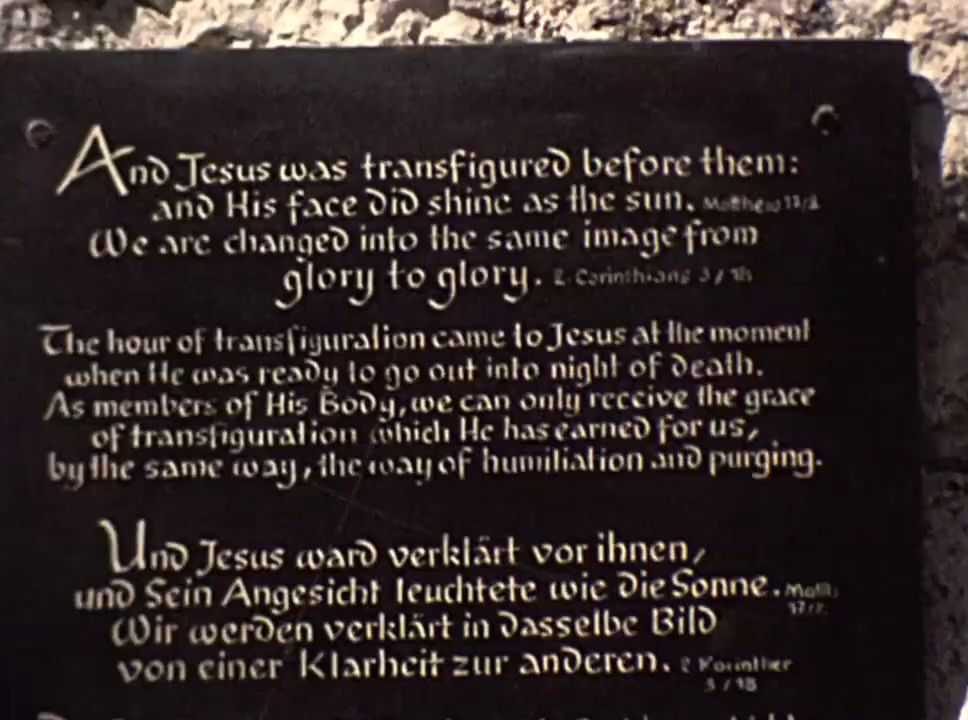 And Jesus was transfigured before them:
and His face did shine as the sun. Matthew 17/2
We are changed into the same image from
glory to glory. 2. Corinthians 3 / 18
The hour of transfiguration came to Jesus at the moment
when He was ready to go out into night of death.
As members of His Body, we can only receive the grace
of transfiguration which He has earned for us,
by the same way, the way of humiliation and purging.
Und Jesus ward verklärt vor ihnen,
und Sein Angesicht leuchtete wie die Sonne. Matth.
17/2.
Wir werden verklärt in dasselbe Bild
von einer Klarheit zur anderen. 2 Korinther
3 / 18